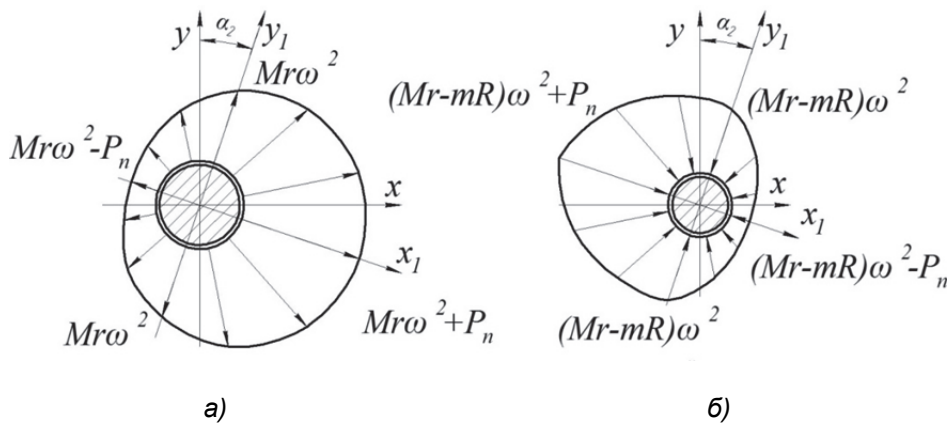 y α₂ y₁
Mrω²
Mrω²-Pₙ
x
x₁
Mrω²
Mrω²+Pₙ
а)
y α₂ y₁
(Mr-mR)ω²+Pₙ
(Mr-mR)ω²
x
x₁
(Mr-mR)ω²-Pₙ
(Mr-mR)ω²
б)